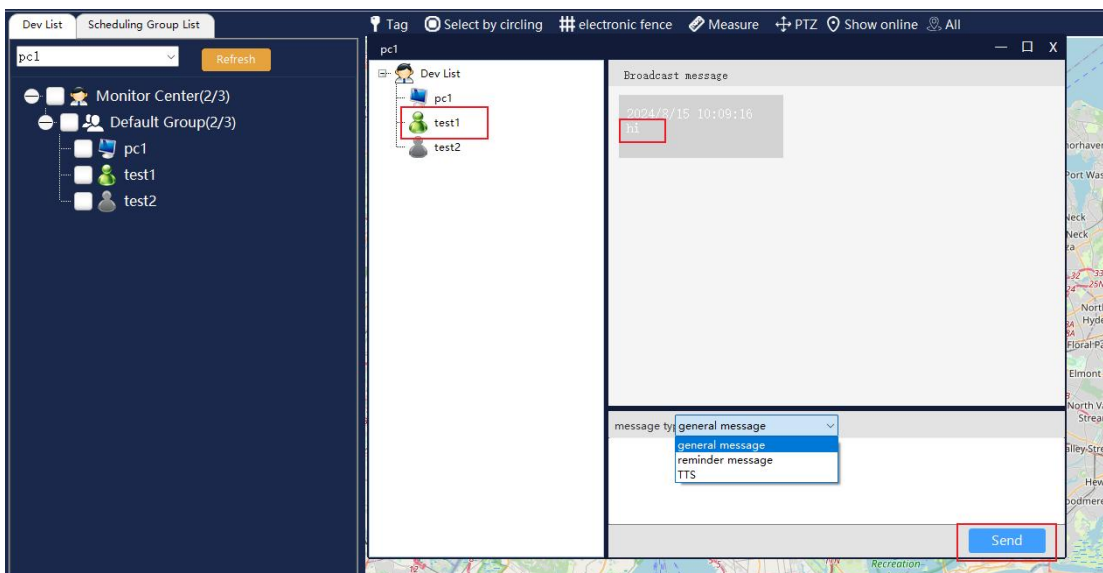 Dev List
Scheduling Group List
Tag
Select by circling
electronic fence
Measure
PTZ
Show online
All
pc1
Refresh
Monitor Center(2/3)
Default Group(2/3)
pc1
test1
test2
pc1
X
Dev List
pc1
test1
test2
Broadcast message
2024/8/15 10:09:16
hi
message typ
general message
general message
reminder message
TTS
Send
Port Was
Neck
Neck
33
25N
North
Hyde
Floral Pa
Elmont
North V
Strea
alley Stre
Hew
oodmere
Recreation